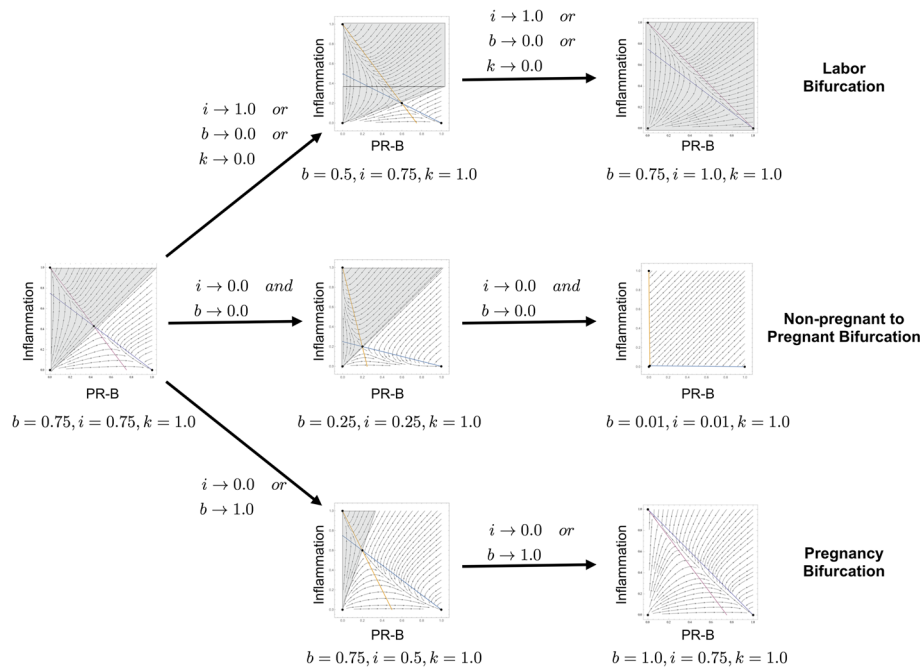 i → 1.0 or
b → 0.0 or
k → 0.0
Inflammation
PR-B
b = 0.5, i = 0.75, k = 1.0
i → 1.0 or
b → 0.0 or
k → 0.0
Inflammation
PR-B
b = 0.75, i = 1.0, k = 1.0
Labor
Bifurcation
Inflammation
PR-B
b = 0.75, i = 0.75, k = 1.0
i → 0.0 and
b → 0.0
Inflammation
PR-B
b = 0.25, i = 0.25, k = 1.0
i → 0.0 and
b → 0.0
Inflammation
PR-B
b = 0.01, i = 0.01, k = 1.0
Non-pregnant to
Pregnant Bifurcation
i → 0.0 or
b → 1.0
Inflammation
PR-B
b = 0.75, i = 0.5, k = 1.0
i → 0.0 or
b → 1.0
Inflammation
PR-B
b = 1.0, i = 0.75, k = 1.0
Pregnancy
Bifurcation